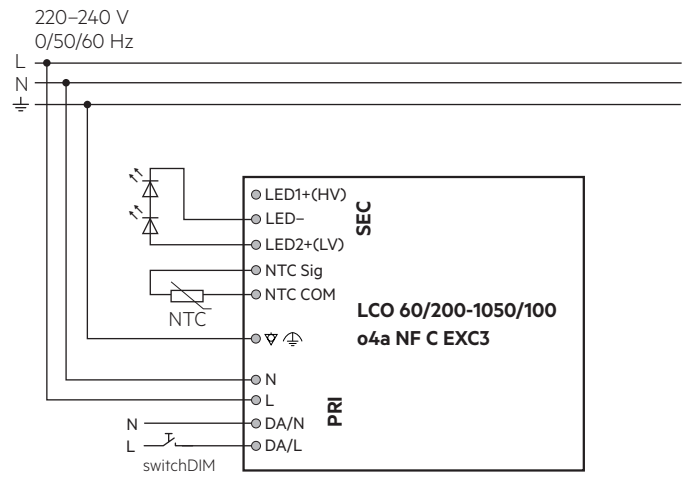 220–240 V
0/50/60 Hz
L
N
LED1+(HV)
LED–
LED2+(LV)
SEC
NTC Sig
NTC COM
NTC
LCO 60/200-1050/100
o4a NF C EXC3
N
L
PRI
N
DA/N
L
DA/L
switchDIM